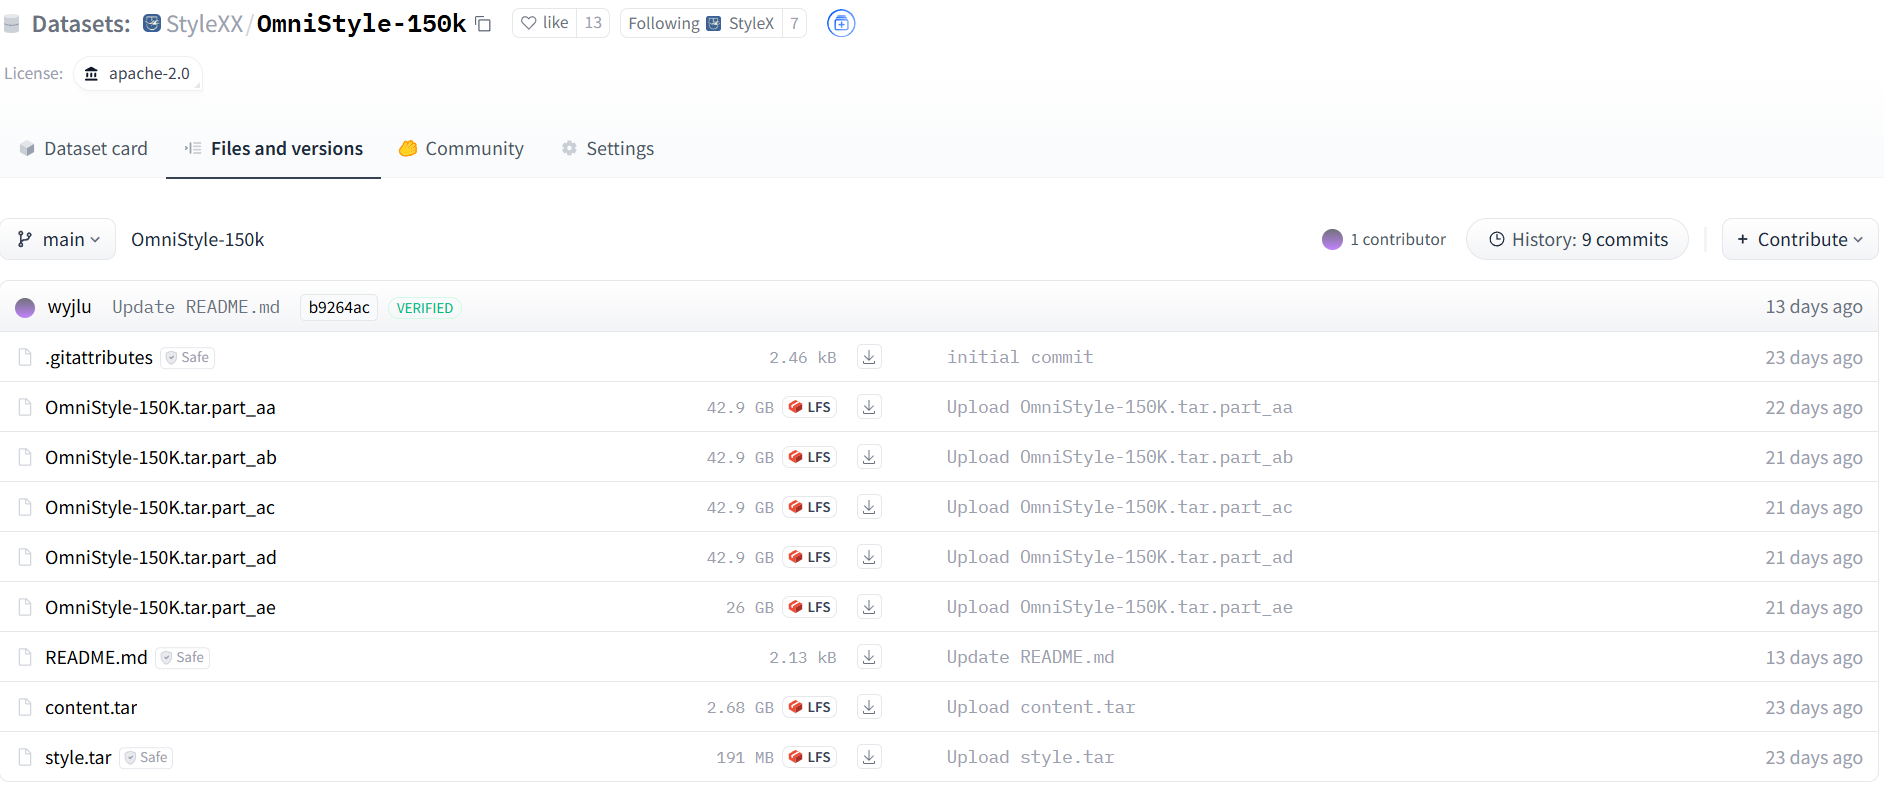 Datasets: StyleXX/OmniStyle-150k like 13 Following StyleX 7
License: apache-2.0
Dataset card Files and versions Community Settings
main OmniStyle-150k 1 contributor History: 9 commits + Contribute
wyjlu Update README.md b9264ac VERIFIED 13 days ago
.gitattributes Safe 2.46 kB initial commit 23 days ago
OmniStyle-150K.tar.part_aa 42.9 GB LFS Upload OmniStyle-150K.tar.part_aa 22 days ago
OmniStyle-150K.tar.part_ab 42.9 GB LFS Upload OmniStyle-150K.tar.part_ab 21 days ago
OmniStyle-150K.tar.part_ac 42.9 GB LFS Upload OmniStyle-150K.tar.part_ac 21 days ago
OmniStyle-150K.tar.part_ad 42.9 GB LFS Upload OmniStyle-150K.tar.part_ad 21 days ago
OmniStyle-150K.tar.part_ae 26 GB LFS Upload OmniStyle-150K.tar.part_ae 21 days ago
README.md Safe 2.13 kB Update README.md 13 days ago
content.tar 2.68 GB LFS Upload content.tar 23 days ago
style.tar Safe 191 MB LFS Upload style.tar 23 days ago